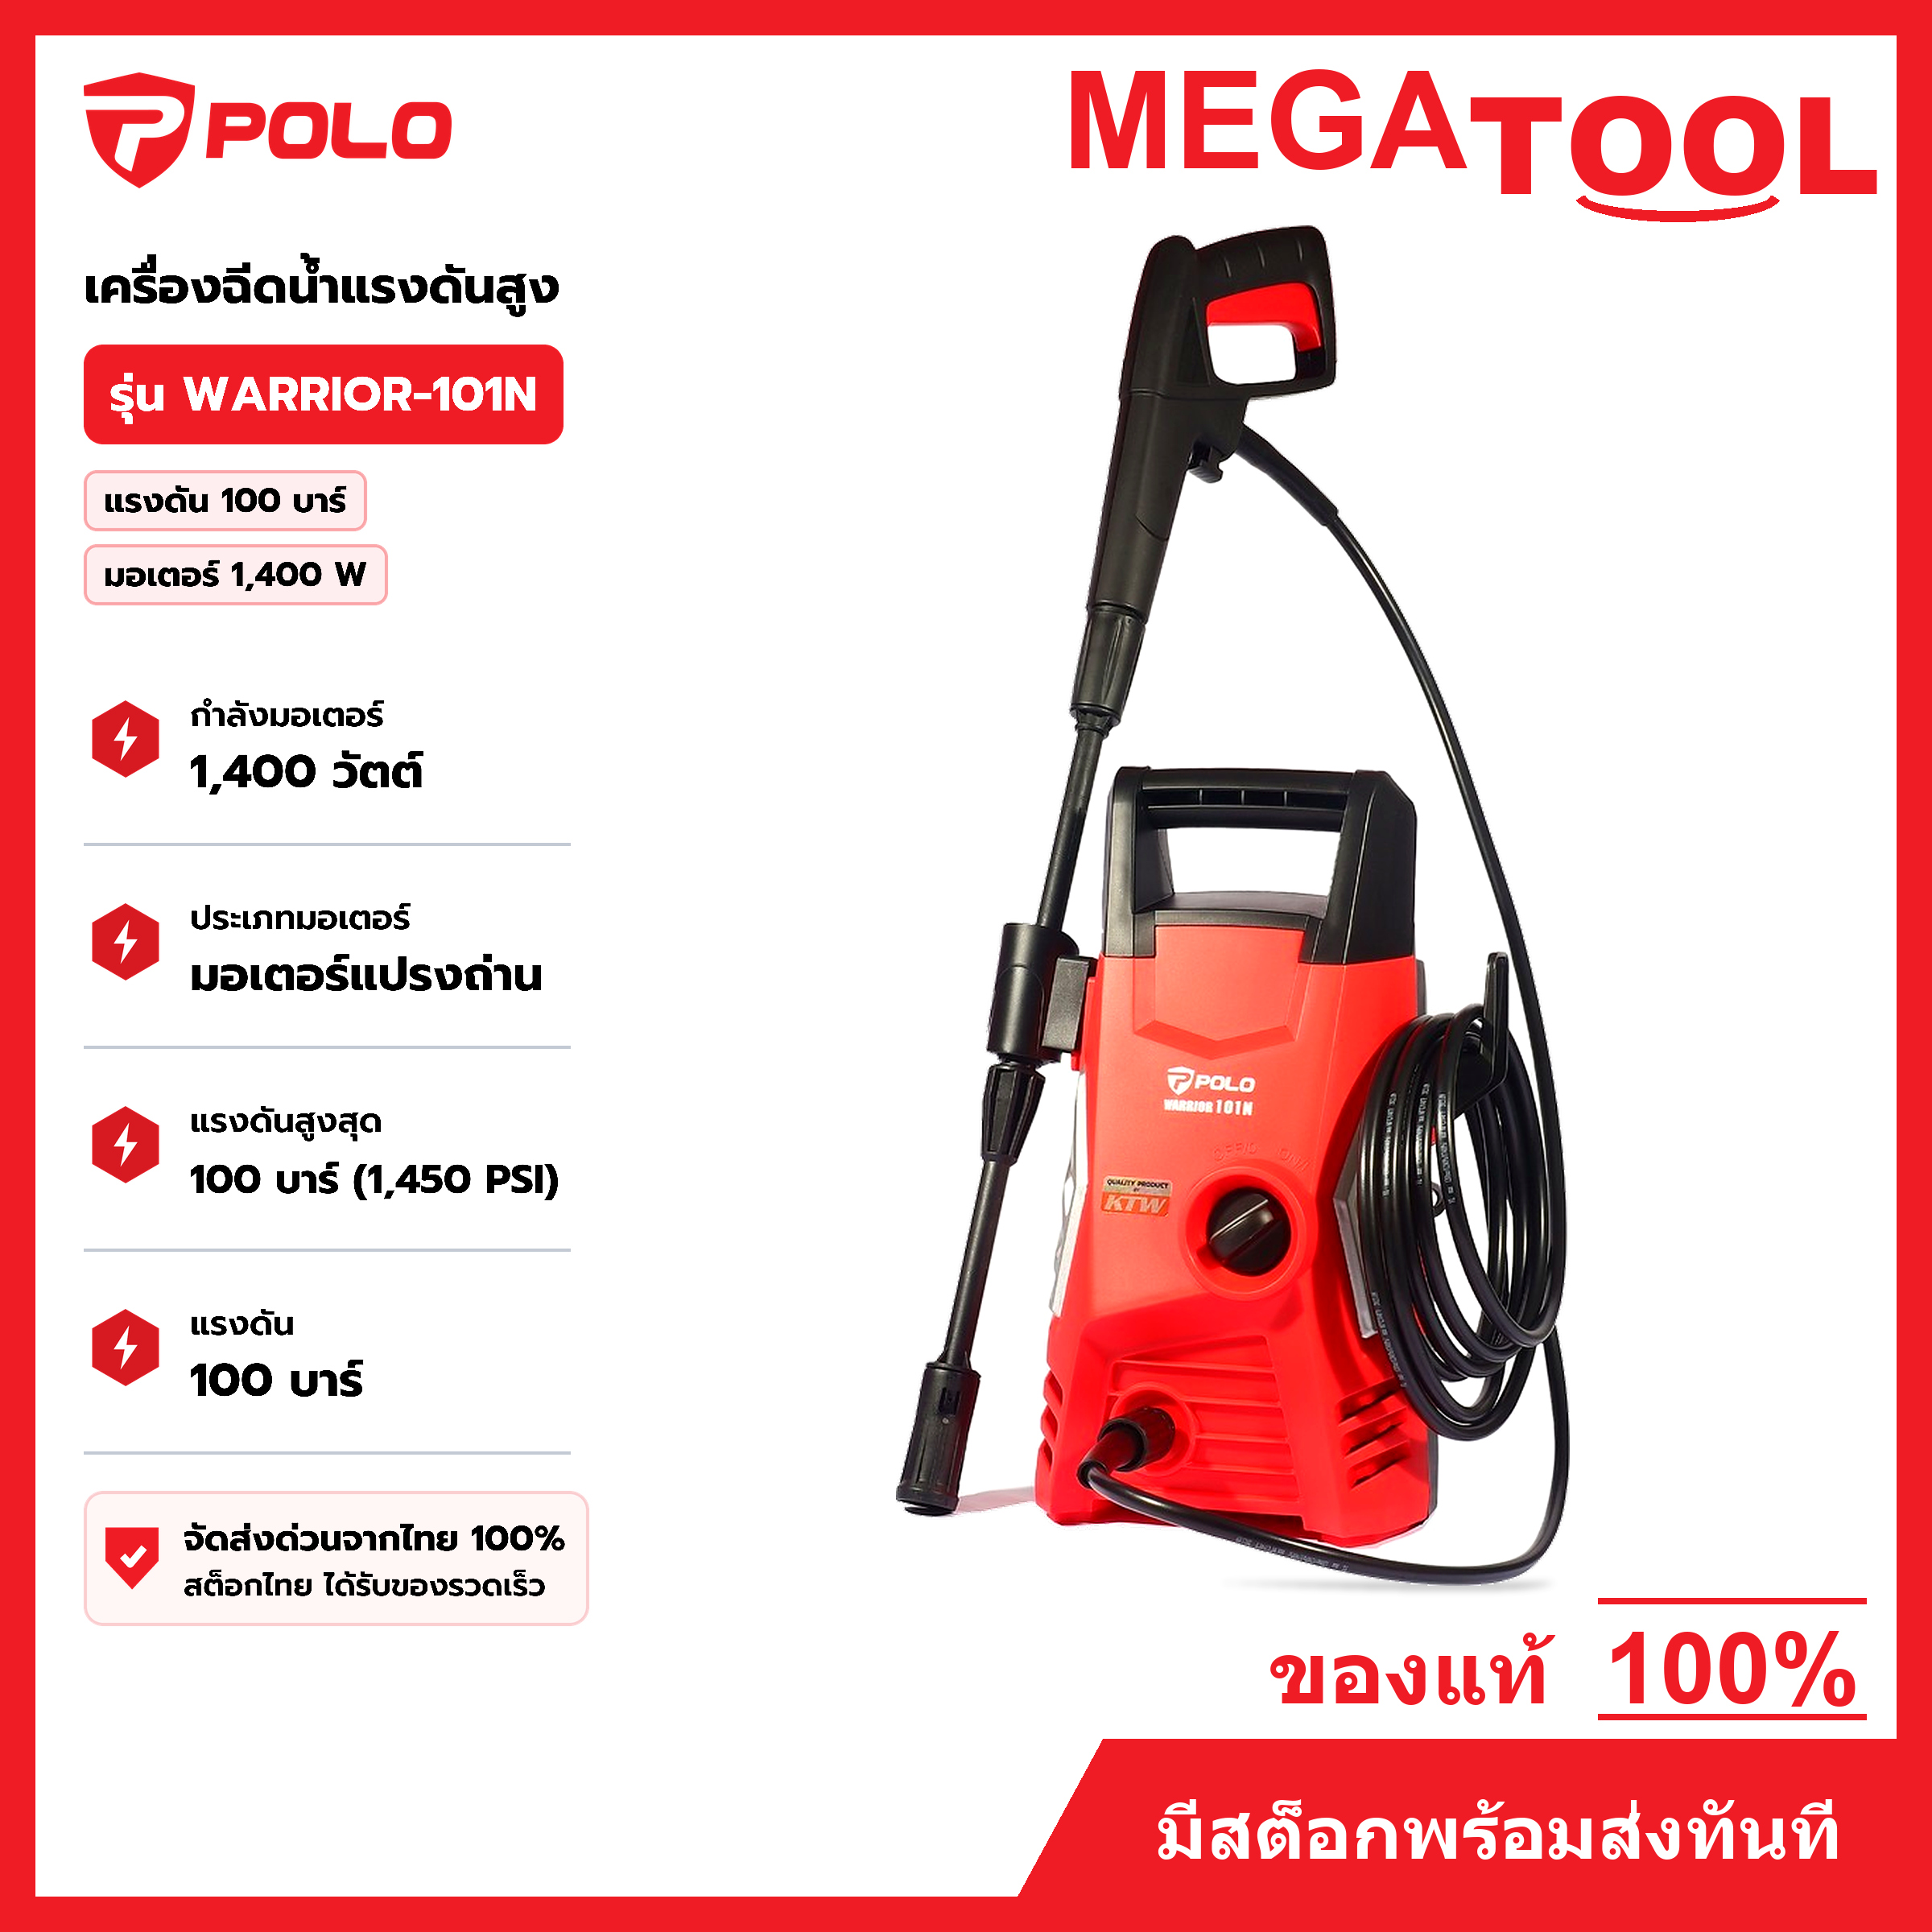 POLO
MEGATOOL
เครื่องฉีดน้ำแรงดันสูง
รุ่น WARRIOR-101N
แรงดัน 100 บาร์
มอเตอร์ 1,400 W
กำลังมอเตอร์
1,400 วัตต์
ประเภทมอเตอร์
มอเตอร์แปรงถ่าน
แรงดันสูงสุด
100 บาร์ (1,450 PSI)
แรงดัน
100 บาร์
จัดส่งด่วนจากไทย 100%
สต็อกไทย ได้รับของรวดเร็ว
POLO
WARRIOR 101N
QUALITY PRODUCT
BY
KTW
ของแท้ 100%
มีสต็อกพร้อมส่งทันที